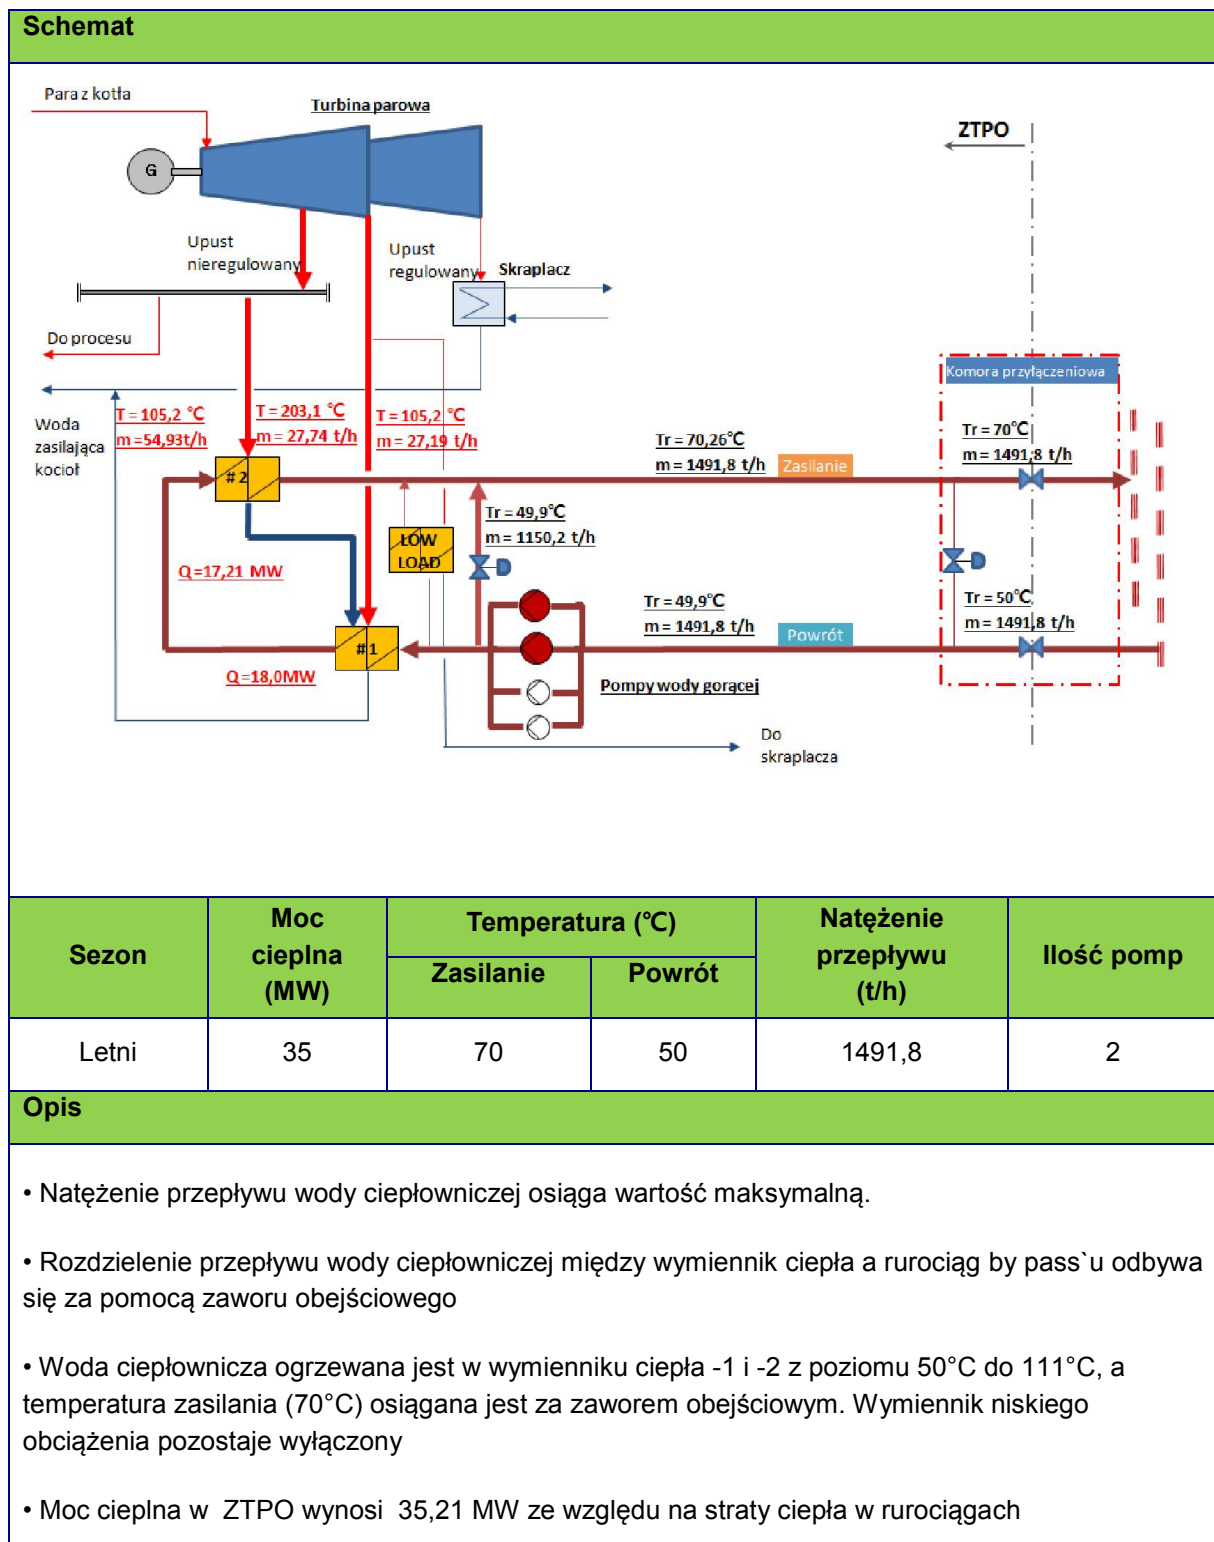 Schemat
Para z kotła
Turbina parowa
ZTPO
G
Upust
nieregulowany
Upust
regulowany
Skraplacz
Do procesu
Komora przyłączeniowa
Woda
zasilająca
kocioł
T = 105,2 °C
m=54,93t/h
T = 203,1 °C
m = 27,74 t/h
T = 105,2 °C
m = 27,19 t/h
Tr = 70,26°C
m = 1491,8 t/h
Zasilanie
Tr = 70°C
m = 1491,8 t/h
#2
Tr = 49,9°C
m = 1150,2 t/h
LOW
LOAD
D
D
Q=17,21 MW
Tr = 49,9°C
m = 1491,8 t/h
Powrót
Tr = 50°C
m = 1491,8 t/h
#1
Q=18,0MW
Pompy wody gorącej
Do
skraplacza
Sezon
Moc
cieplna
(MW)
Temperatura (°C)
Zasilanie
Powrót
Natężenie
przepływu
(t/h)
Ilość pomp
Letni
35
70
50
1491,8
2
Opis
• Natężenie przepływu wody ciepłowniczej osiąga wartość maksymalną.
• Rozdzielenie przepływu wody ciepłowniczej między wymiennik ciepła a rurociąg by pass`u odbywa
się za pomocą zaworu obejściowego
• Woda ciepłownicza ogrzewana jest w wymienniku ciepła -1 i -2 z poziomu 50°C do 111°C, a
temperatura zasilania (70°C) osiągana jest za zaworem obejściowym. Wymiennik niskiego
obciążenia pozostaje wyłączony
• Moc cieplna w  ZTPO wynosi  35,21 MW ze względu na straty ciepła w rurociągach